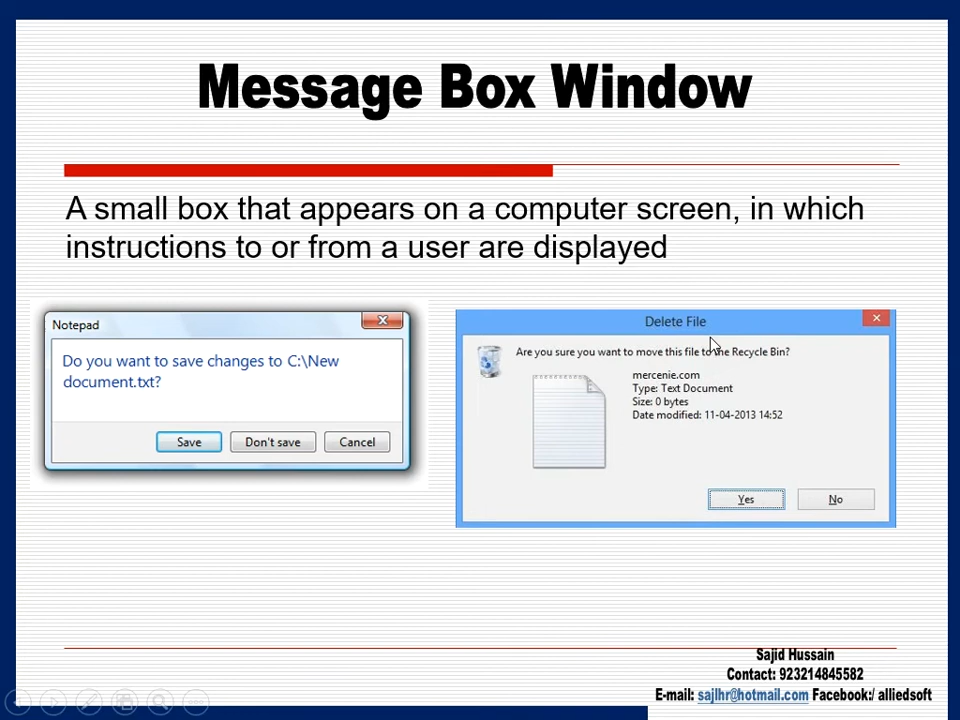 Message Box Window
A small box that appears on a computer screen, in which
instructions to or from a user are displayed
Notepad
Do you want to save changes to C:\New
document.txt?
Save Don't save Cancel
Delete File
Are you sure you want to move this file to the Recycle Bin?
mercenie.com
Type: Text Document
Size: 0 bytes
Date modified: 11-04-2013 14:52
Yes No
Sajid Hussain
Contact: 923214845582
E-mail: sajlhr@hotmail.com Facebook:/ alliedsoft